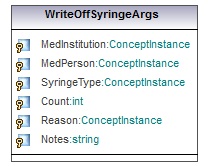 WriteOffSyringeArgs
MedInstitution:ConceptInstance
MedPerson:ConceptInstance
SyringeType:ConceptInstance
Count:int
Reason:ConceptInstance
Notes:string